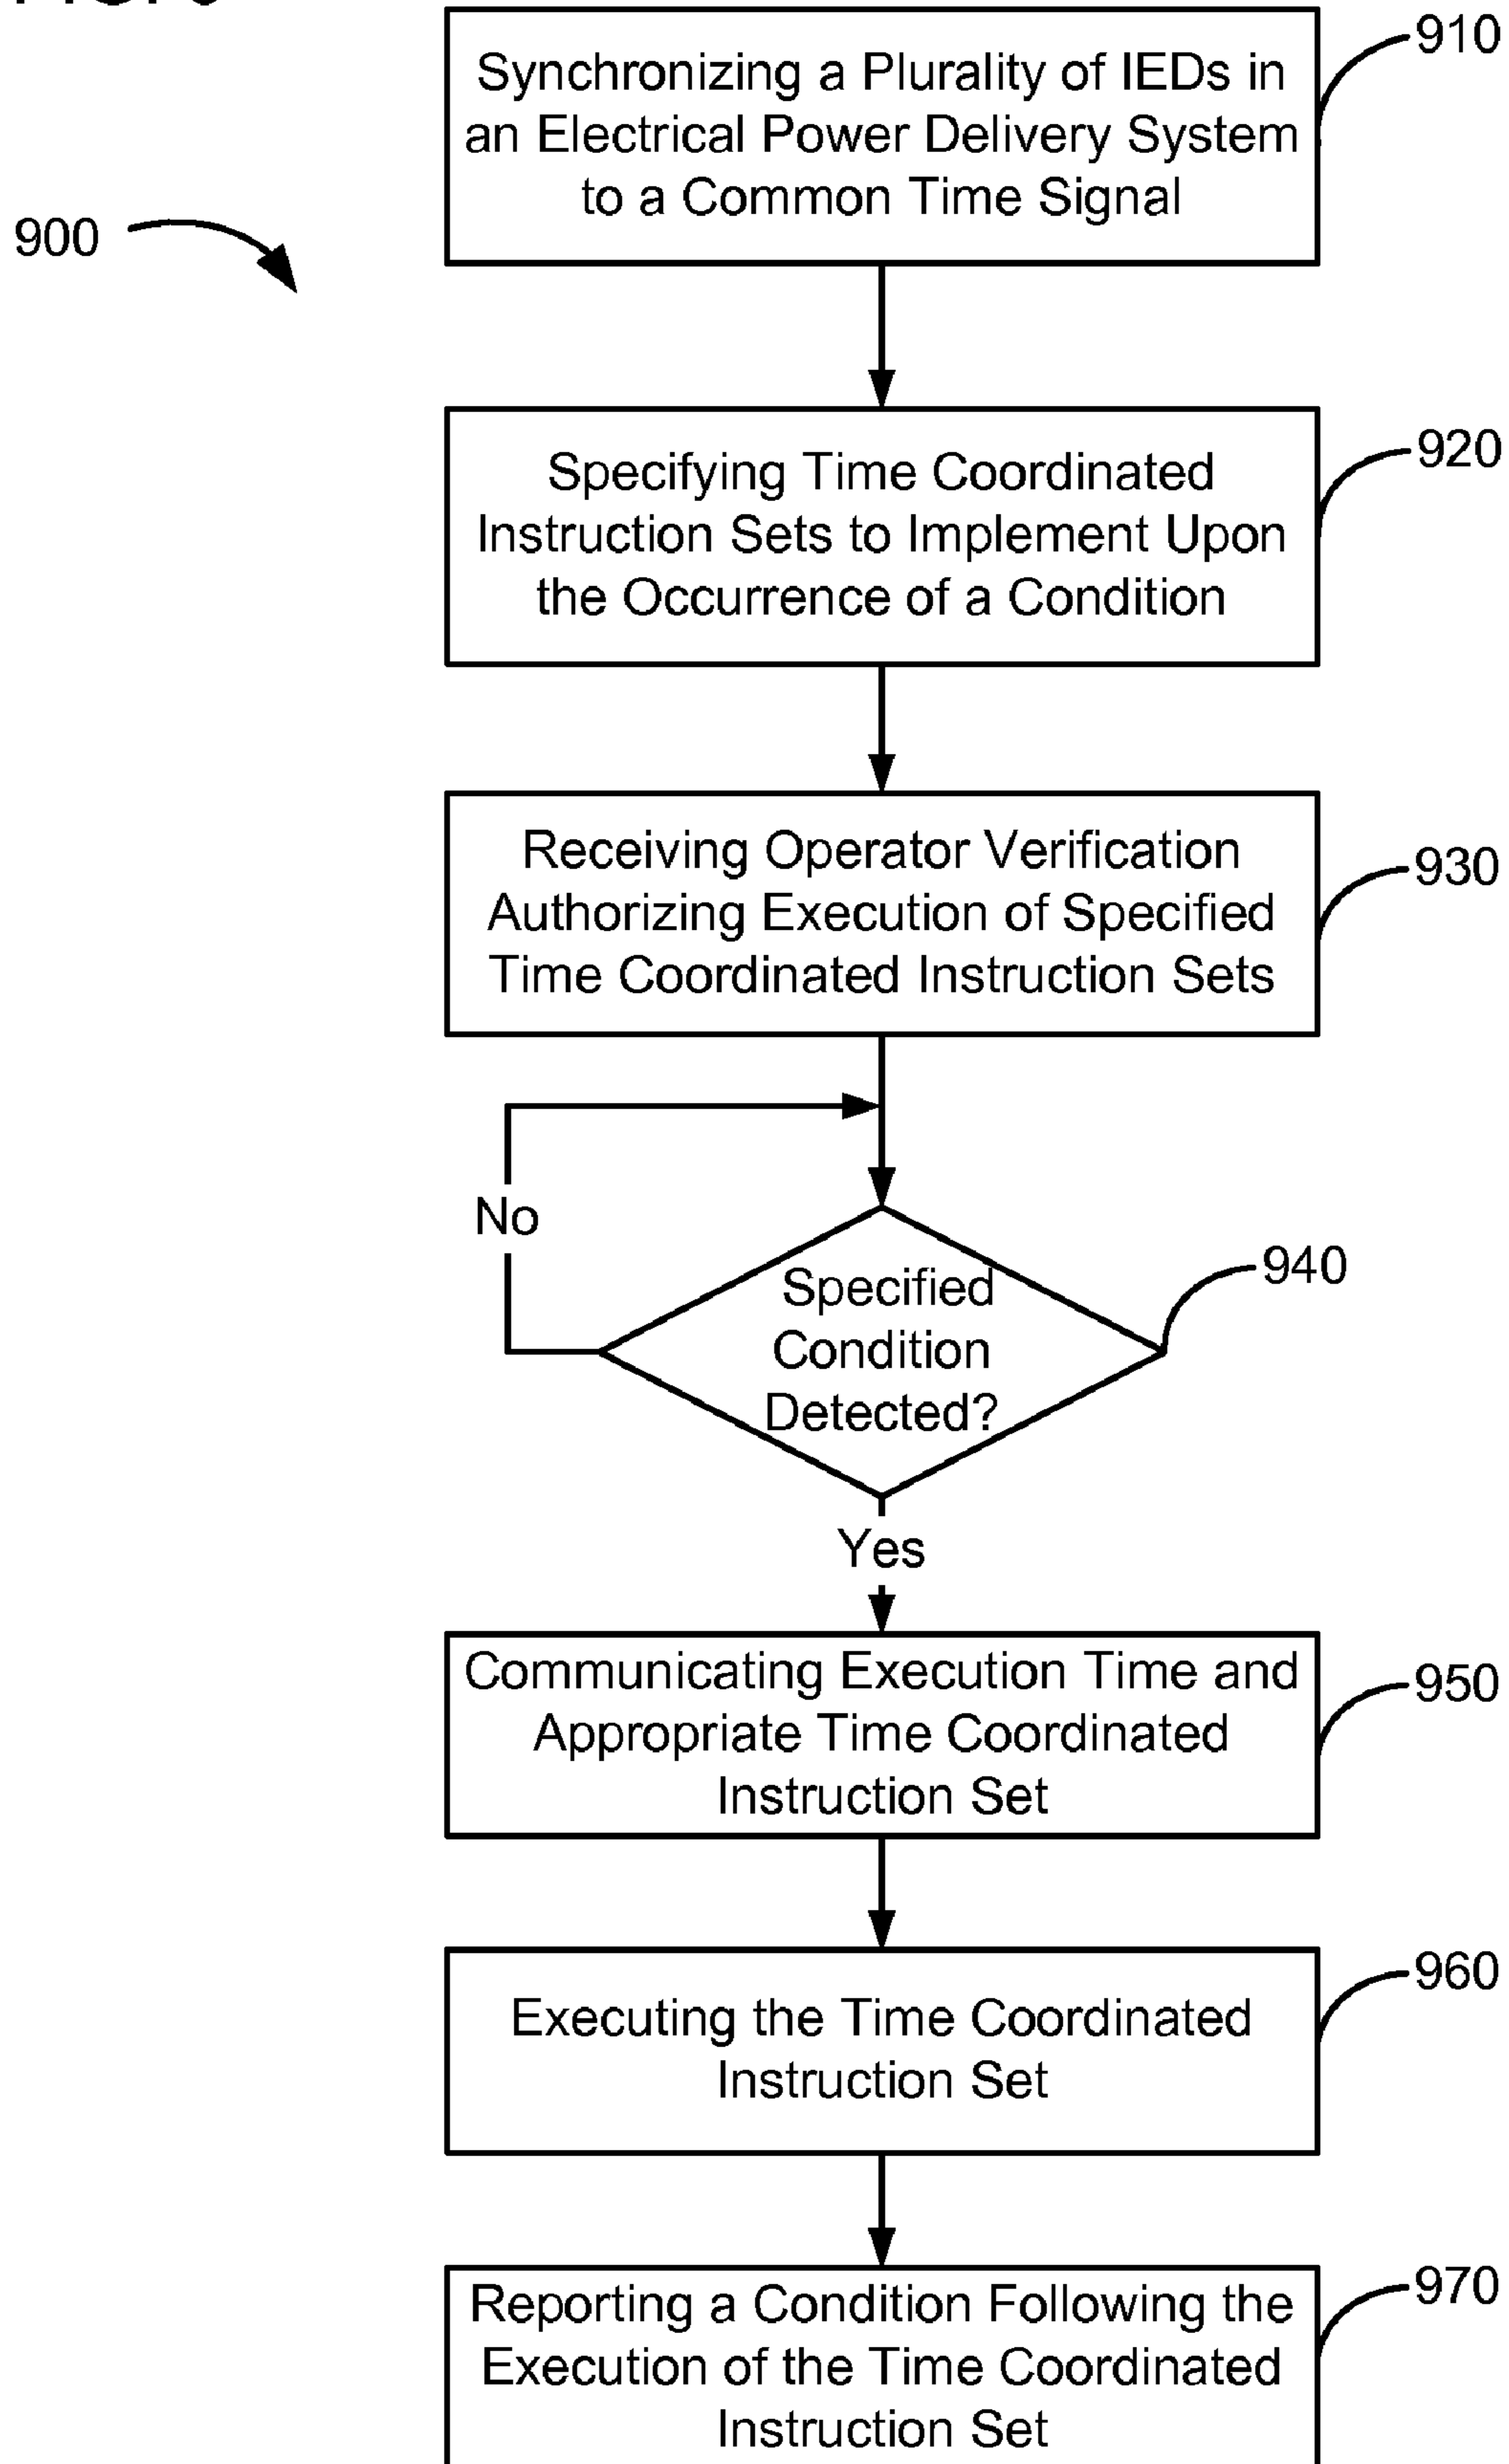 910
Synchronizing a Plurality of IEDs in
an Electrical Power Delivery System
to a Common Time Signal
900
920
Specifying Time Coordinated
Instruction Sets to Implement Upon
the Occurrence of a Condition
930
Receiving Operator Verification
Authorizing Execution of Specified
Time Coordinated Instruction Sets
No
940
Specified
Condition
Detected?
Yes
950
Communicating Execution Time and
Appropriate Time Coordinated
Instruction Set
960
Executing the Time Coordinated
Instruction Set
970
Reporting a Condition Following the
Execution of the Time Coordinated
Instruction Set